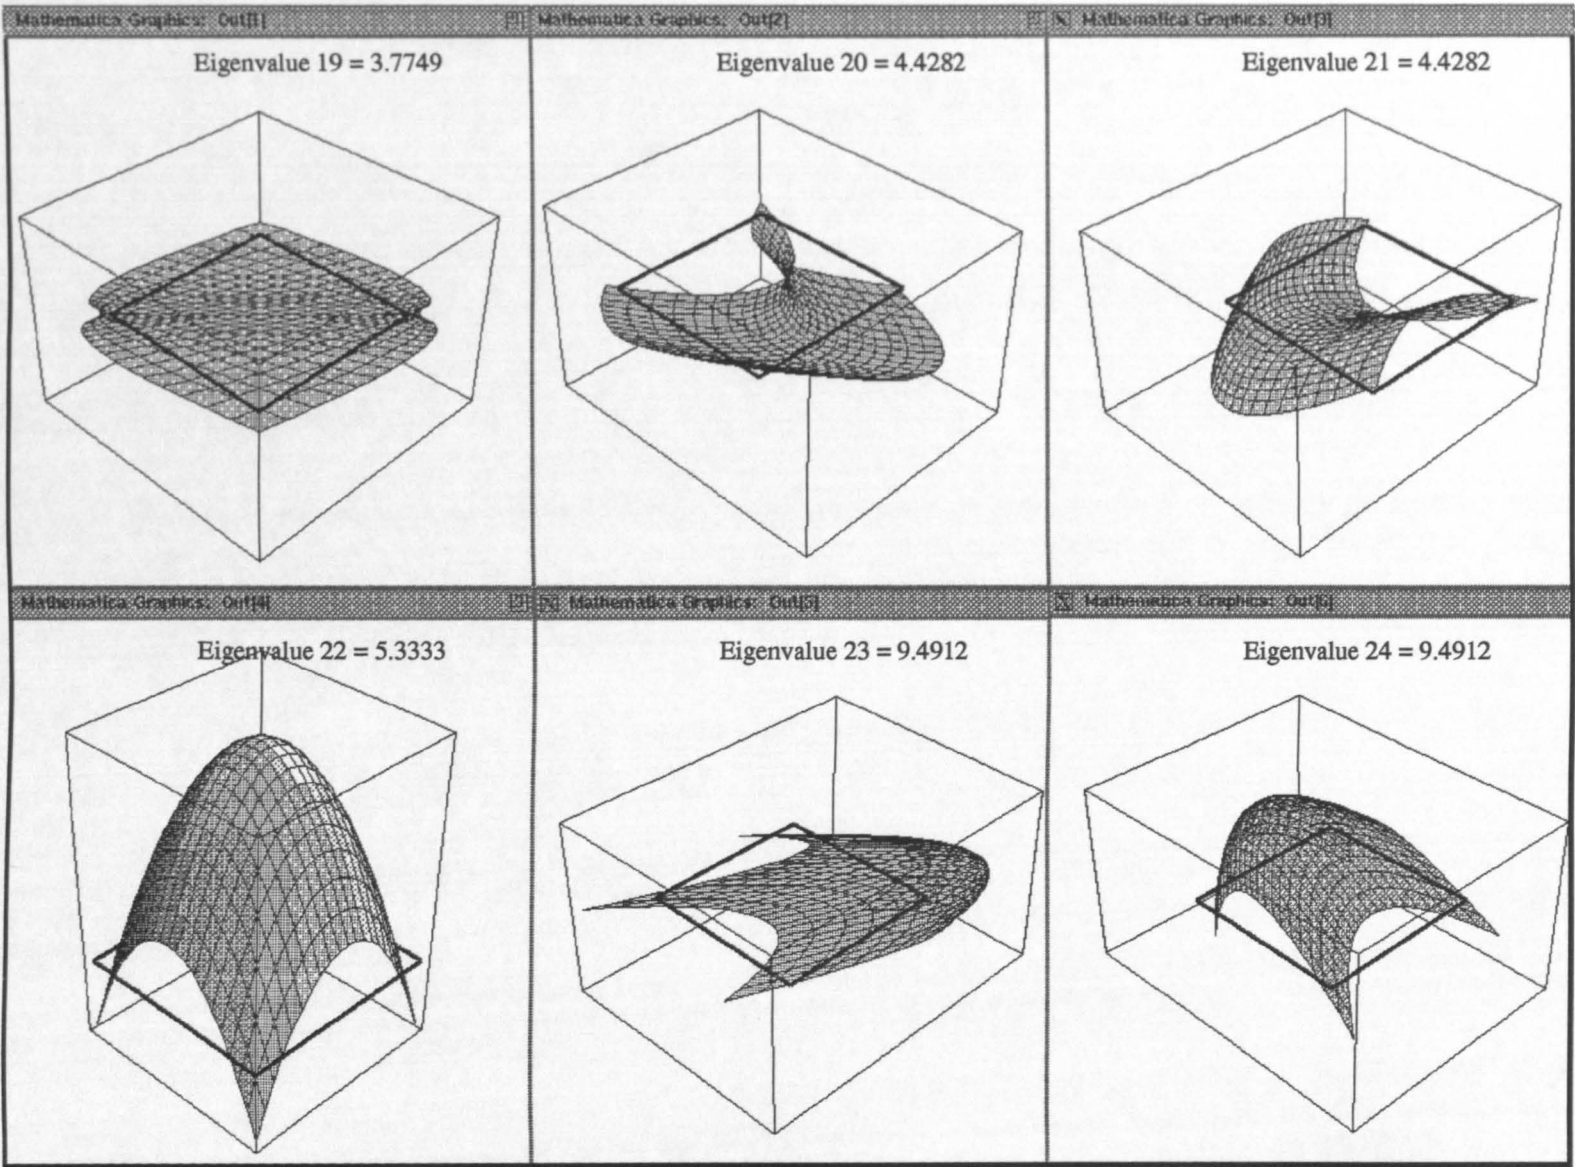 Mathematica Graphics: Out[1]
Mathematica Graphics: Out[2]
Mathematica Graphics: Out[3]
Eigenvalue 19 = 3.7749
Eigenvalue 20 = 4.4282
Eigenvalue 21 = 4.4282
Mathematica Graphics: Out[4]
Mathematica Graphics: Out[5]
Mathematica Graphics: Out[6]
Eigenvalue 22 = 5.3333
Eigenvalue 23 = 9.4912
Eigenvalue 24 = 9.4912